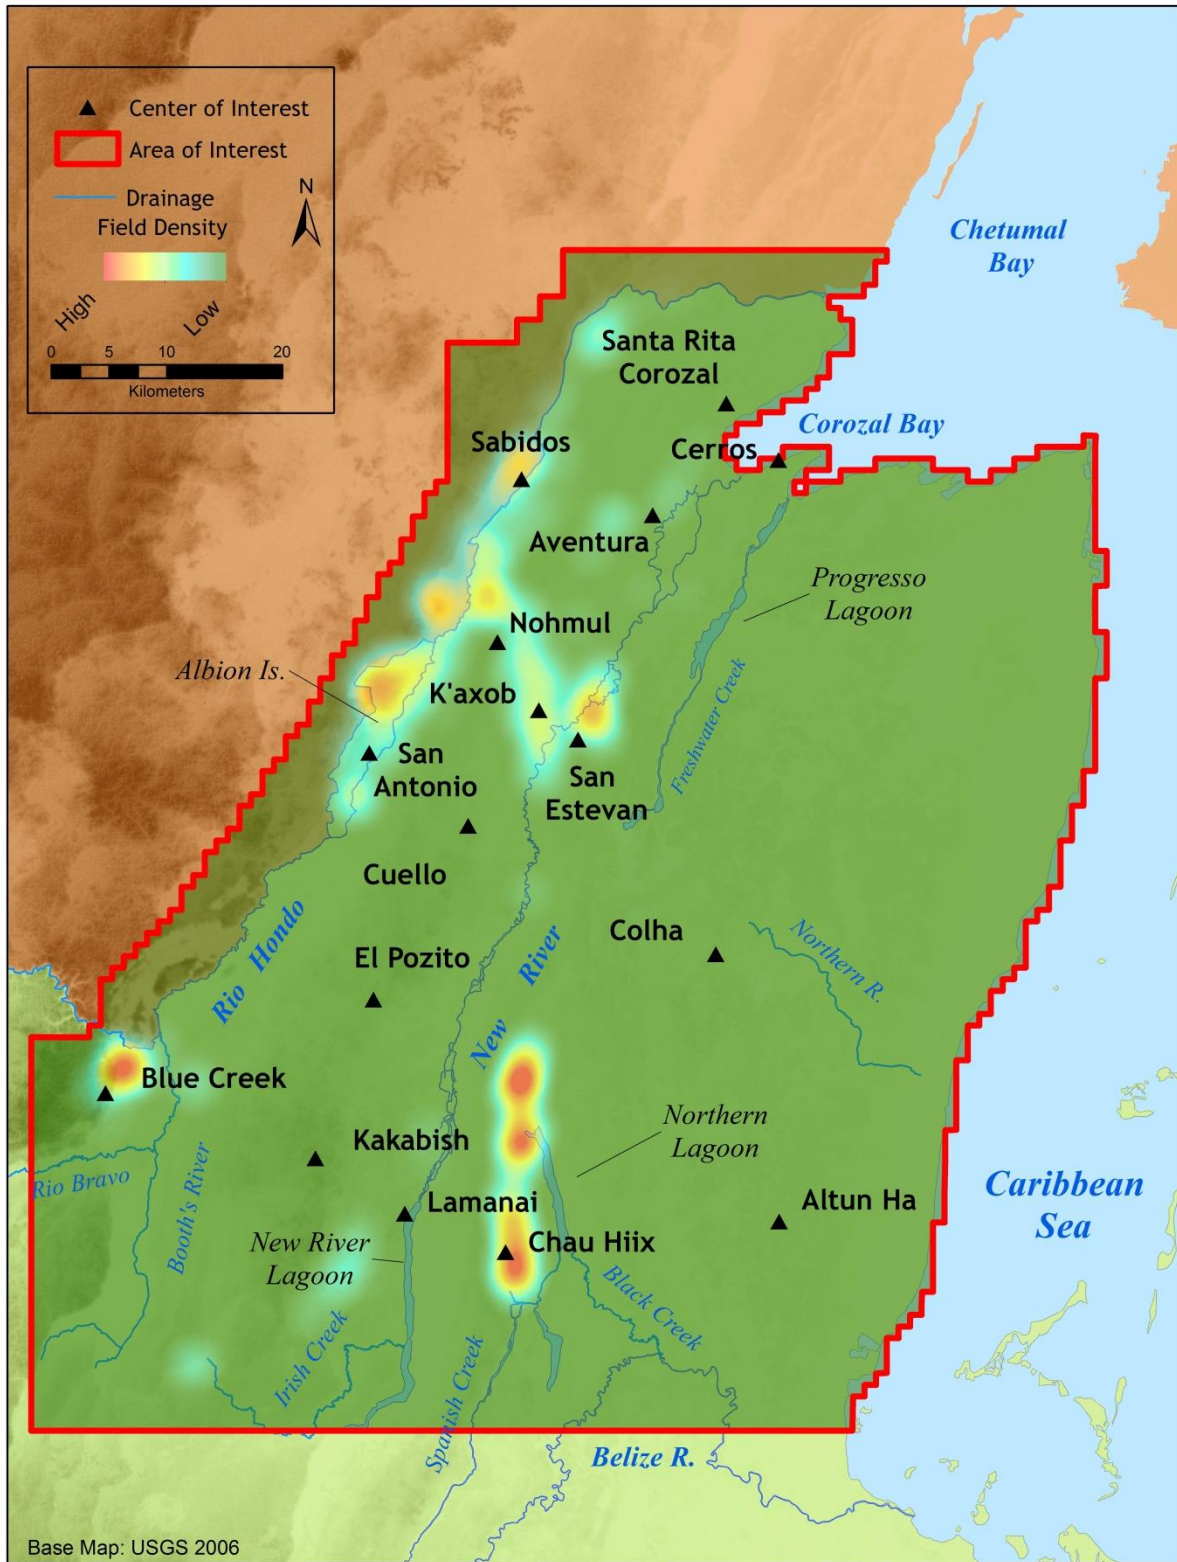 Center of Interest
Area of Interest
Drainage
N
Field Density
High
Low
0 5 10 20
Kilometers
Chetumal
Bay
Santa Rita
Corozal
Corozal Bay
Sabidos
Cerros
Aventura
Progresso
Lagoon
Nohmul
Albion Is.
K'axob
Freshwater Creek
San
Antonio
San
Estevan
Cuello
Rio Hondo
El Pozito
New River
Colha
Northern R.
Blue Creek
Northern
Lagoon
Kakabish
Rio Bravo
Booth's River
Lamanai
Altun Ha
Caribbean
Sea
New River
Lagoon
Chau Hiix
Black Creek
Irish Creek
Spanish Creek
Belize R.
Base Map: USGS 2006